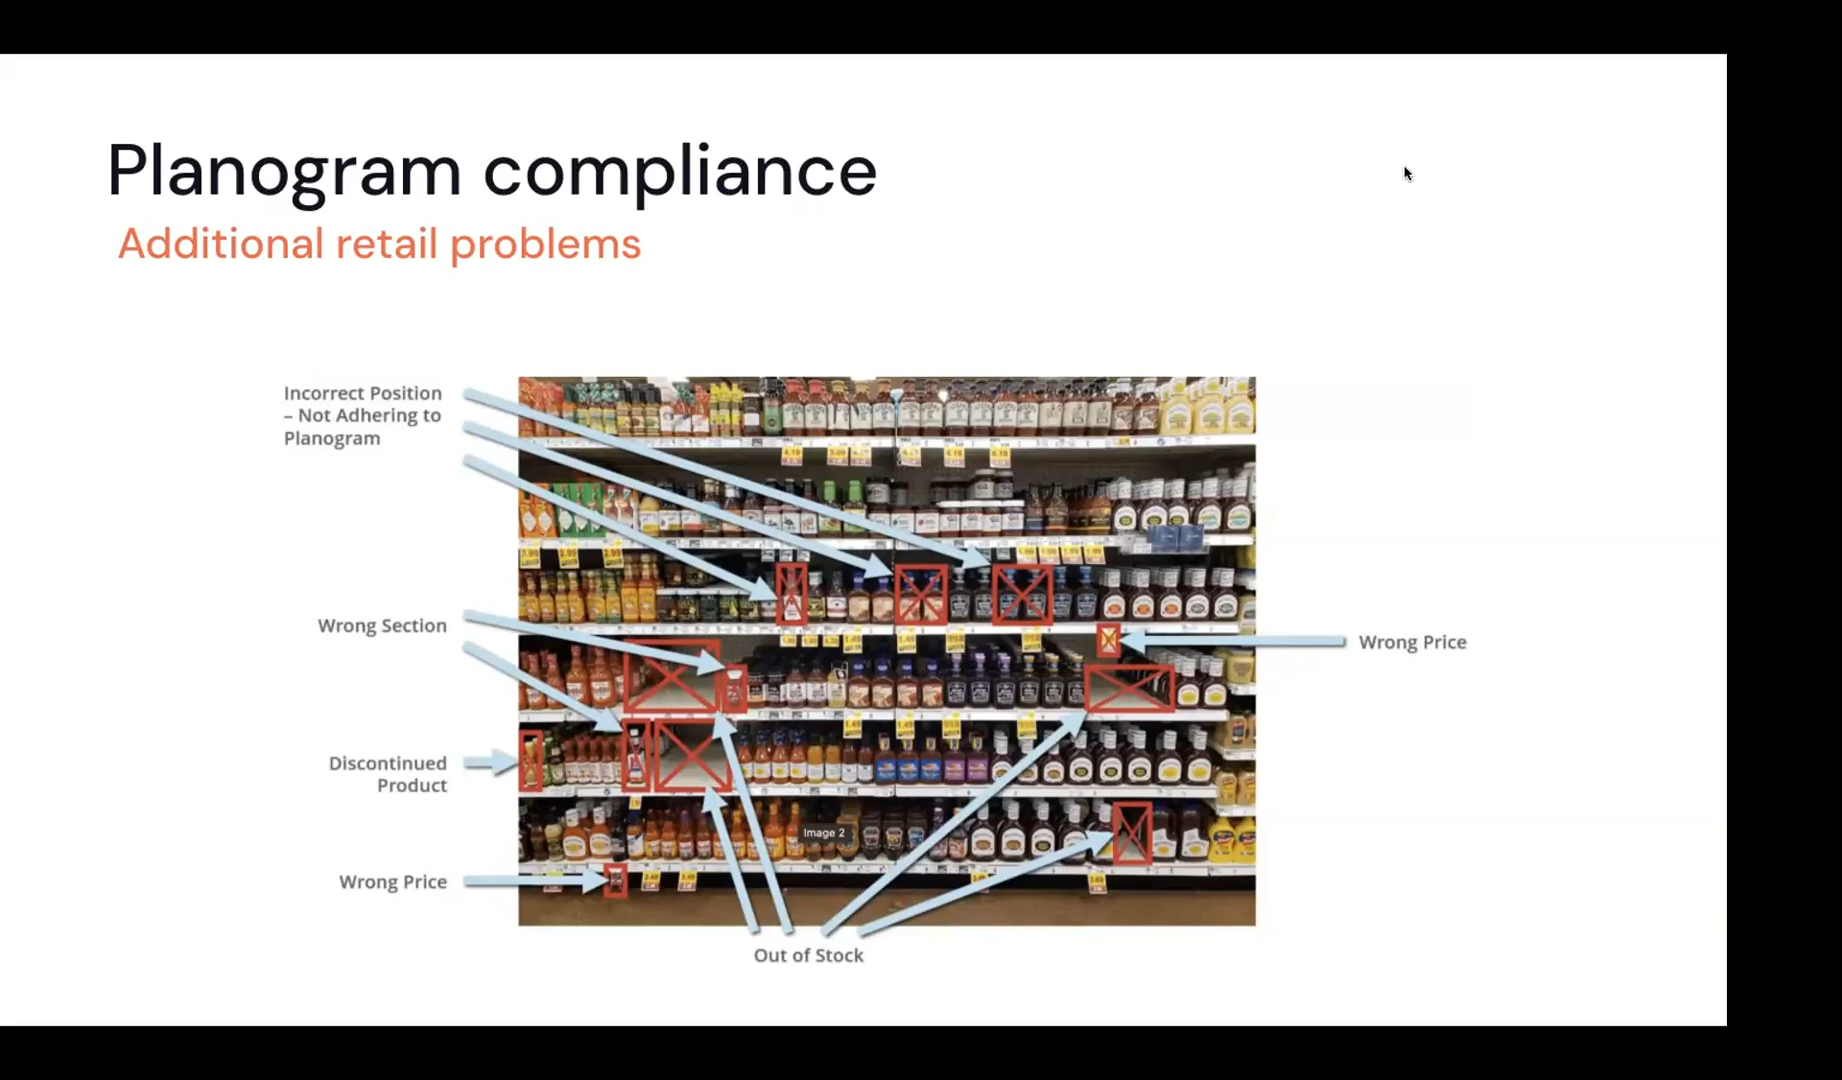 Planogram compliance
Additional retail problems
Incorrect Position
– Not Adhering to
Planogram
Wrong Section
Wrong Price
Discontinued
Product
Image 2
Wrong Price
Out of Stock